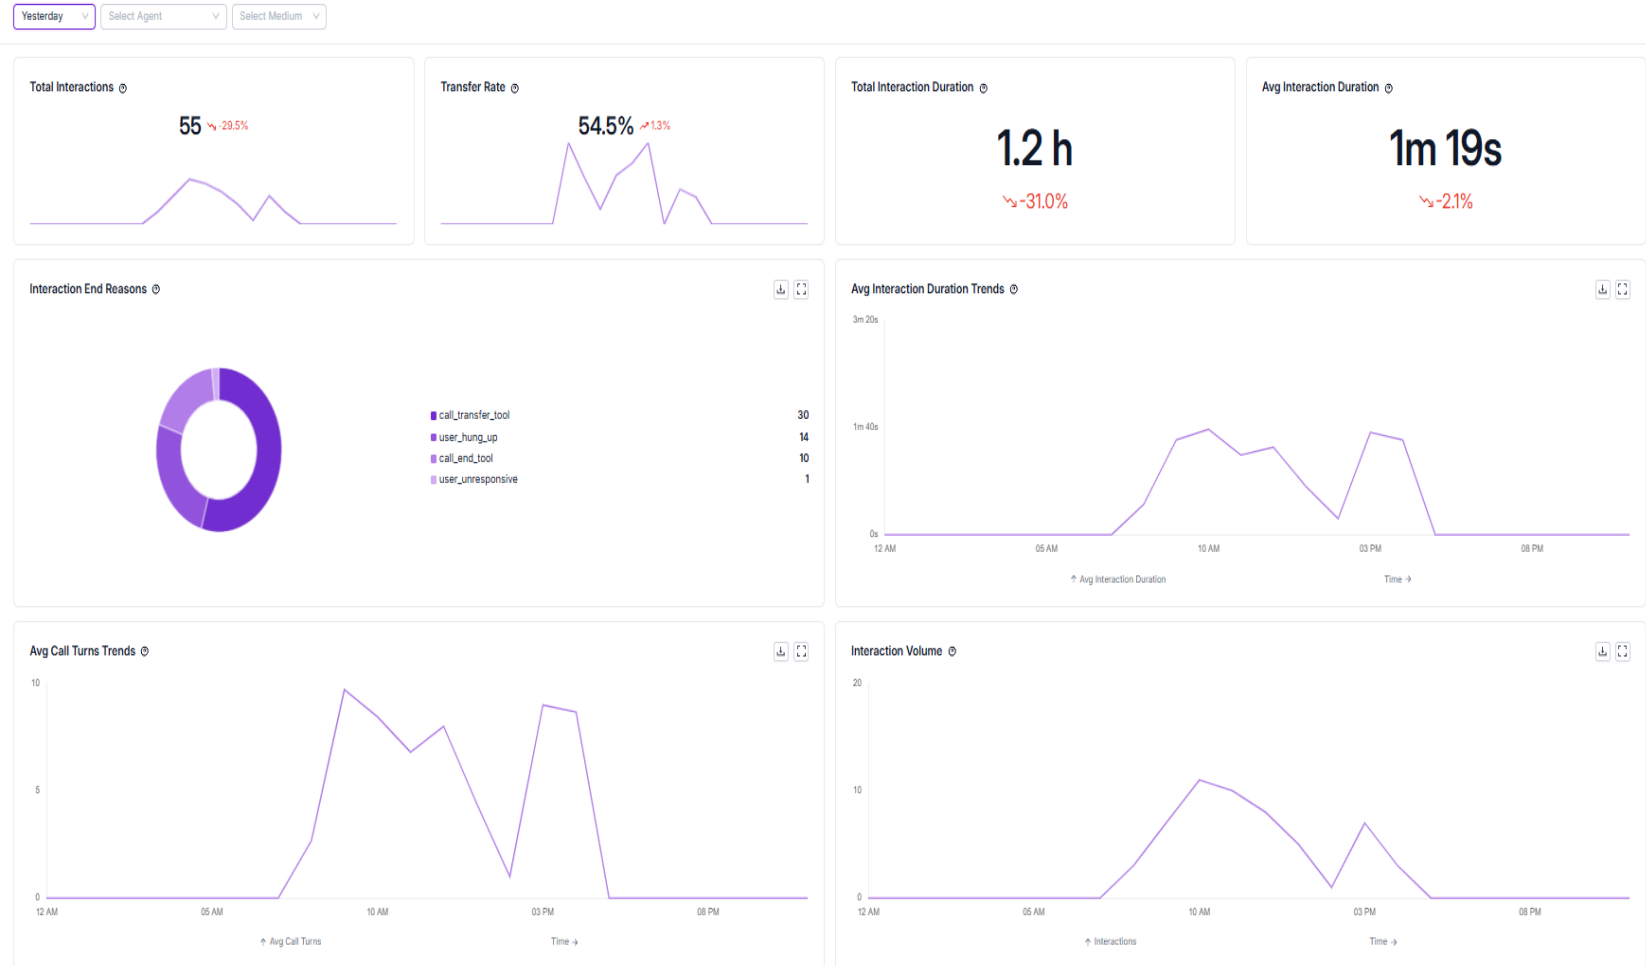 Yesterday Select Agent Select Medium
Total Interactions
55 -29.5%
Transfer Rate
54.5% 1.3%
Total Interaction Duration
1.2 h
-31.0%
Avg Interaction Duration
1m 19s
-2.1%
Interaction End Reasons
call_transfer_tool 30
user_hung_up 14
call_end_tool 10
user_unresponsive 1
Avg Interaction Duration Trends
3m 20s
1m 40s
0s
12 AM 05 AM 10 AM 03 PM 08 PM
↑ Avg Interaction Duration Time →
Avg Call Turns Trends
10
5
0
12 AM 05 AM 10 AM 03 PM 08 PM
↑ Avg Call Turns Time →
Interaction Volume
20
10
0
12 AM 05 AM 10 AM 03 PM 08 PM
↑ Interactions Time →